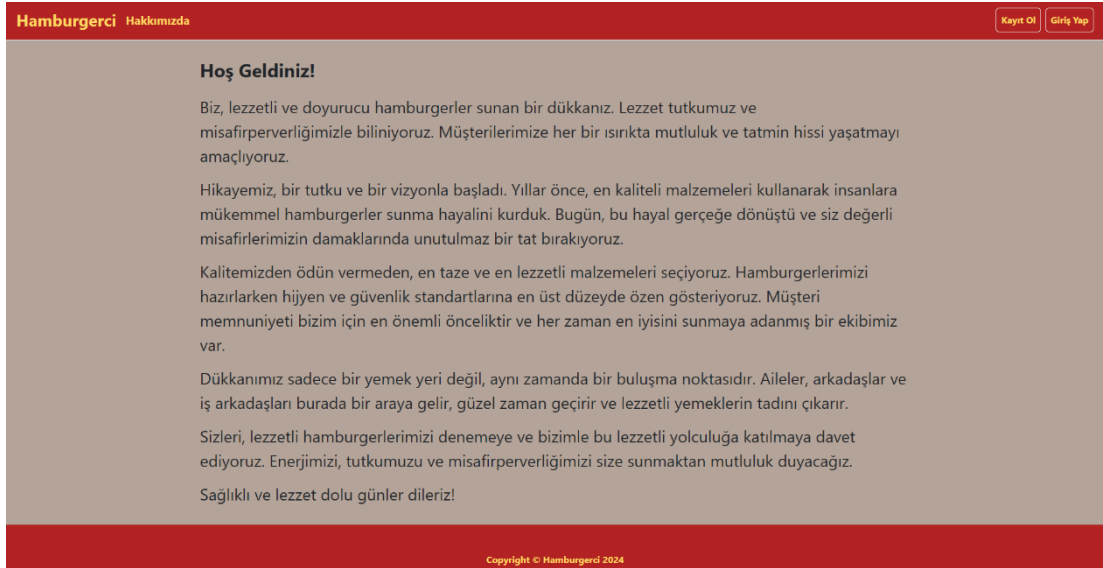 Hamburgerci Hakkımızda Kayıt Ol Giriş Yap
Hoş Geldiniz!
Biz, lezzetli ve doyurucu hamburgerler sunan bir dükkanız. Lezzet tutkumuz ve
misafirperverliğimizle biliniyoruz. Müşterilerimize her bir ısırıkta mutluluk ve tatmin hissi yaşatmayı
amaçlıyoruz.
Hikayemiz, bir tutku ve bir vizyonla başladı. Yıllar önce, en kaliteli malzemeleri kullanarak insanlara
mükemmel hamburgerler sunma hayalini kurduk. Bugün, bu hayal gerçeğe dönüştü ve siz değerli
misafirlerimizin damaklarında unutulmaz bir tat bırakıyoruz.
Kalitemizden ödün vermeden, en taze ve en lezzetli malzemeleri seçiyoruz. Hamburgerlerimizi
hazırlarken hijyen ve güvenlik standartlarına en üst düzeyde özen gösteriyoruz. Müşteri
memnuniyeti bizim için en önemli önceliktir ve her zaman en iyisini sunmaya adanmış bir ekibimiz
var.
Dükkanımız sadece bir yemek yeri değil, aynı zamanda bir buluşma noktasıdır. Aileler, arkadaşlar ve
iş arkadaşları burada bir araya gelir, güzel zaman geçirir ve lezzetli yemeklerin tadını çıkarır.
Sizleri, lezzetli hamburgerlerimizi denemeye ve bizimle bu lezzetli yolculuğa katılmaya davet
ediyoruz. Enerjimizi, tutkumuzu ve misafirperverliğimizi size sunmaktan mutluluk duyacağız.
Sağlıklı ve lezzet dolu günler dileriz!
Copyright © Hamburgerci 2024